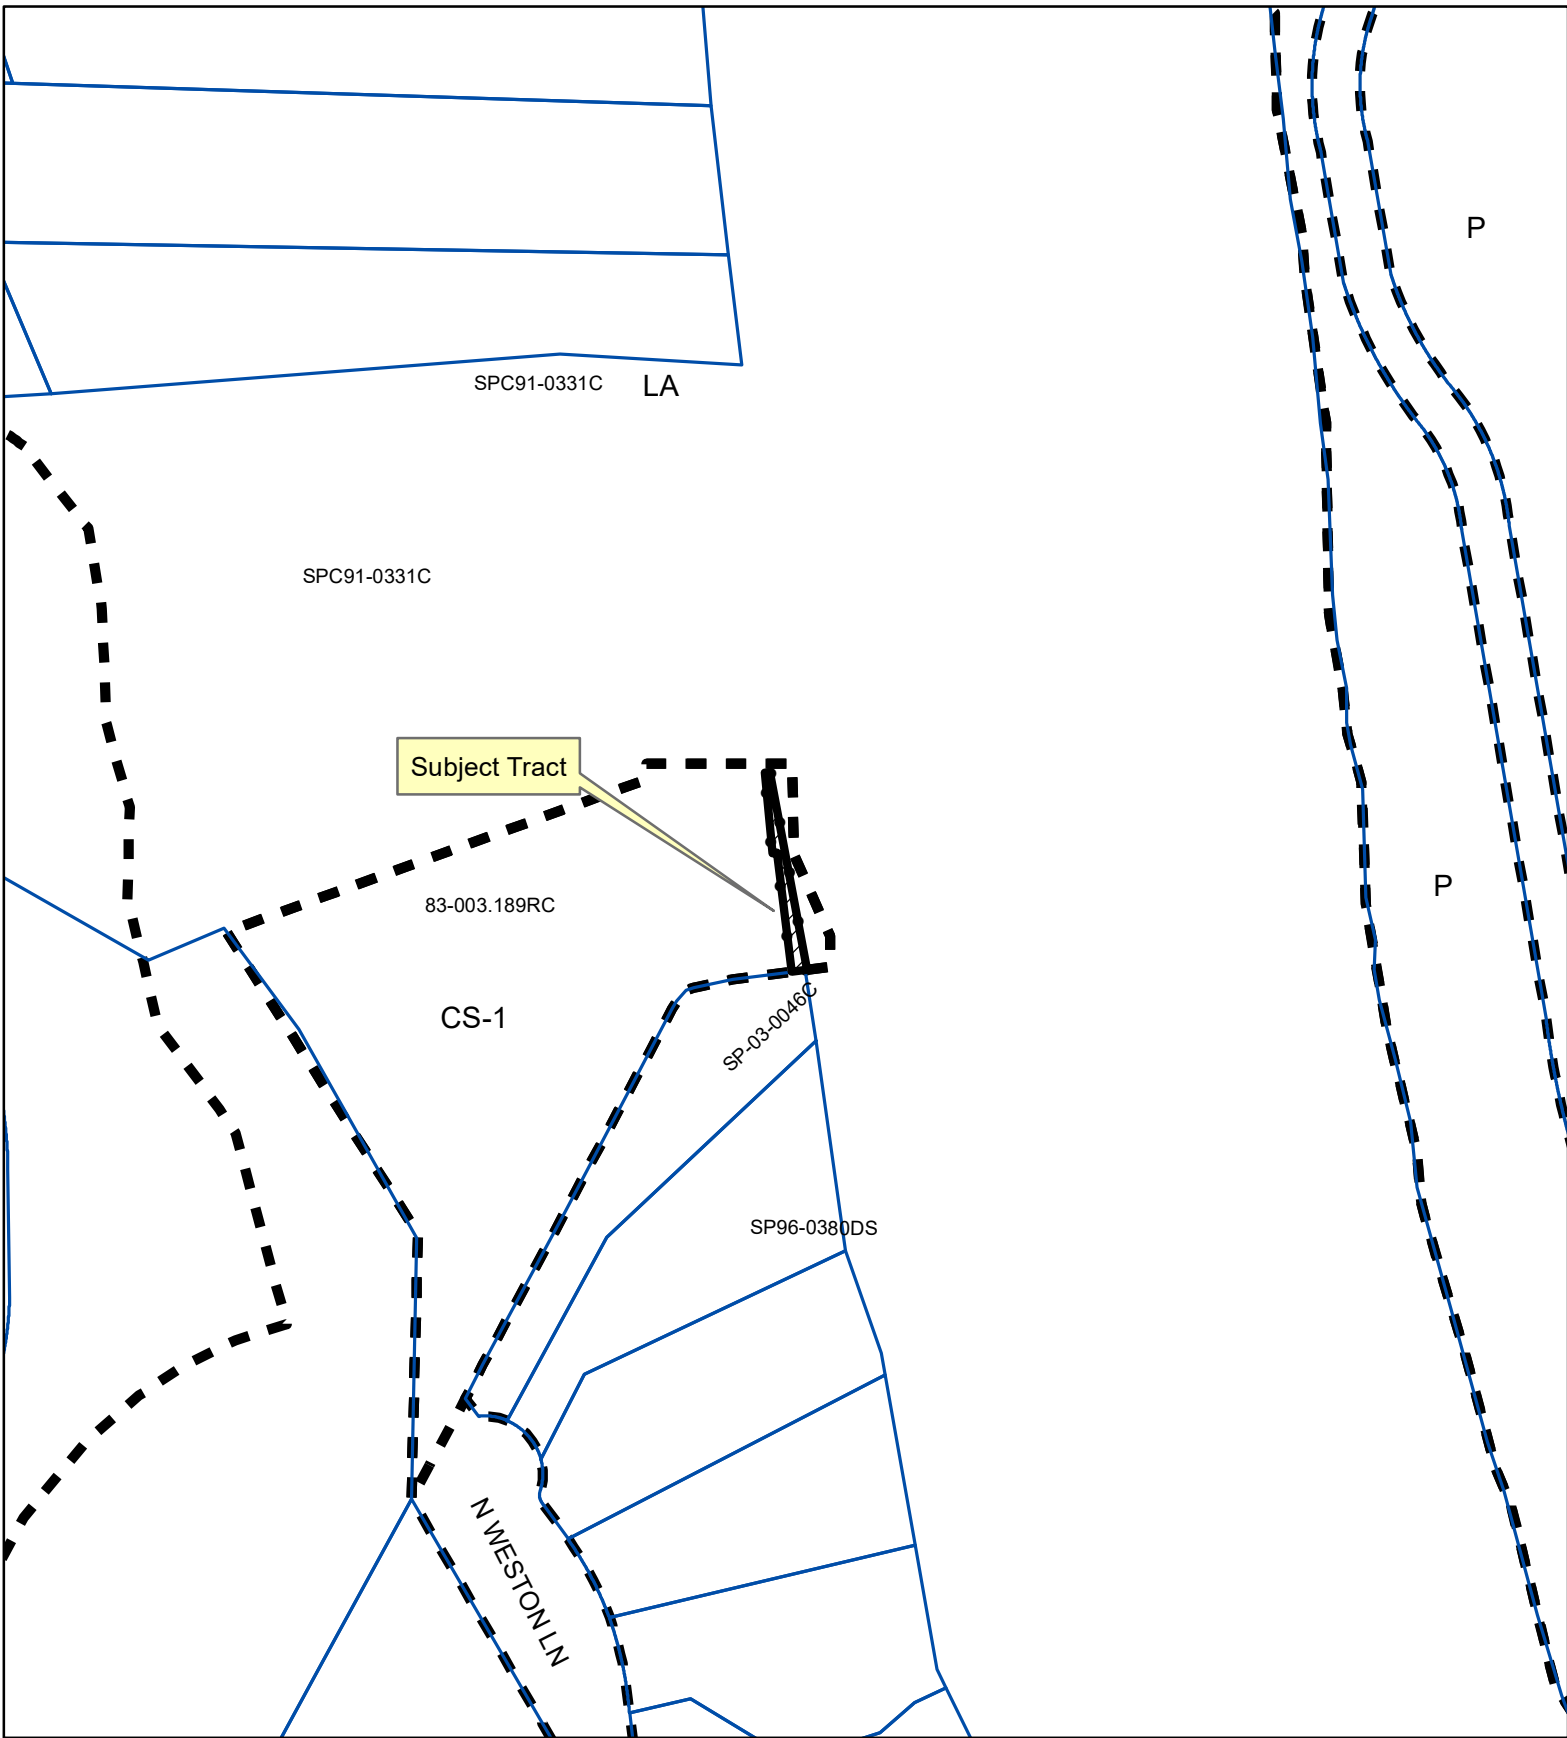 P
SPC91-0331C
LA
SPC91-0331C
Subject Tract
P
83-003.189RC
CS-1
SP-03-0046C
SP96-0380DS
N WESTON LN